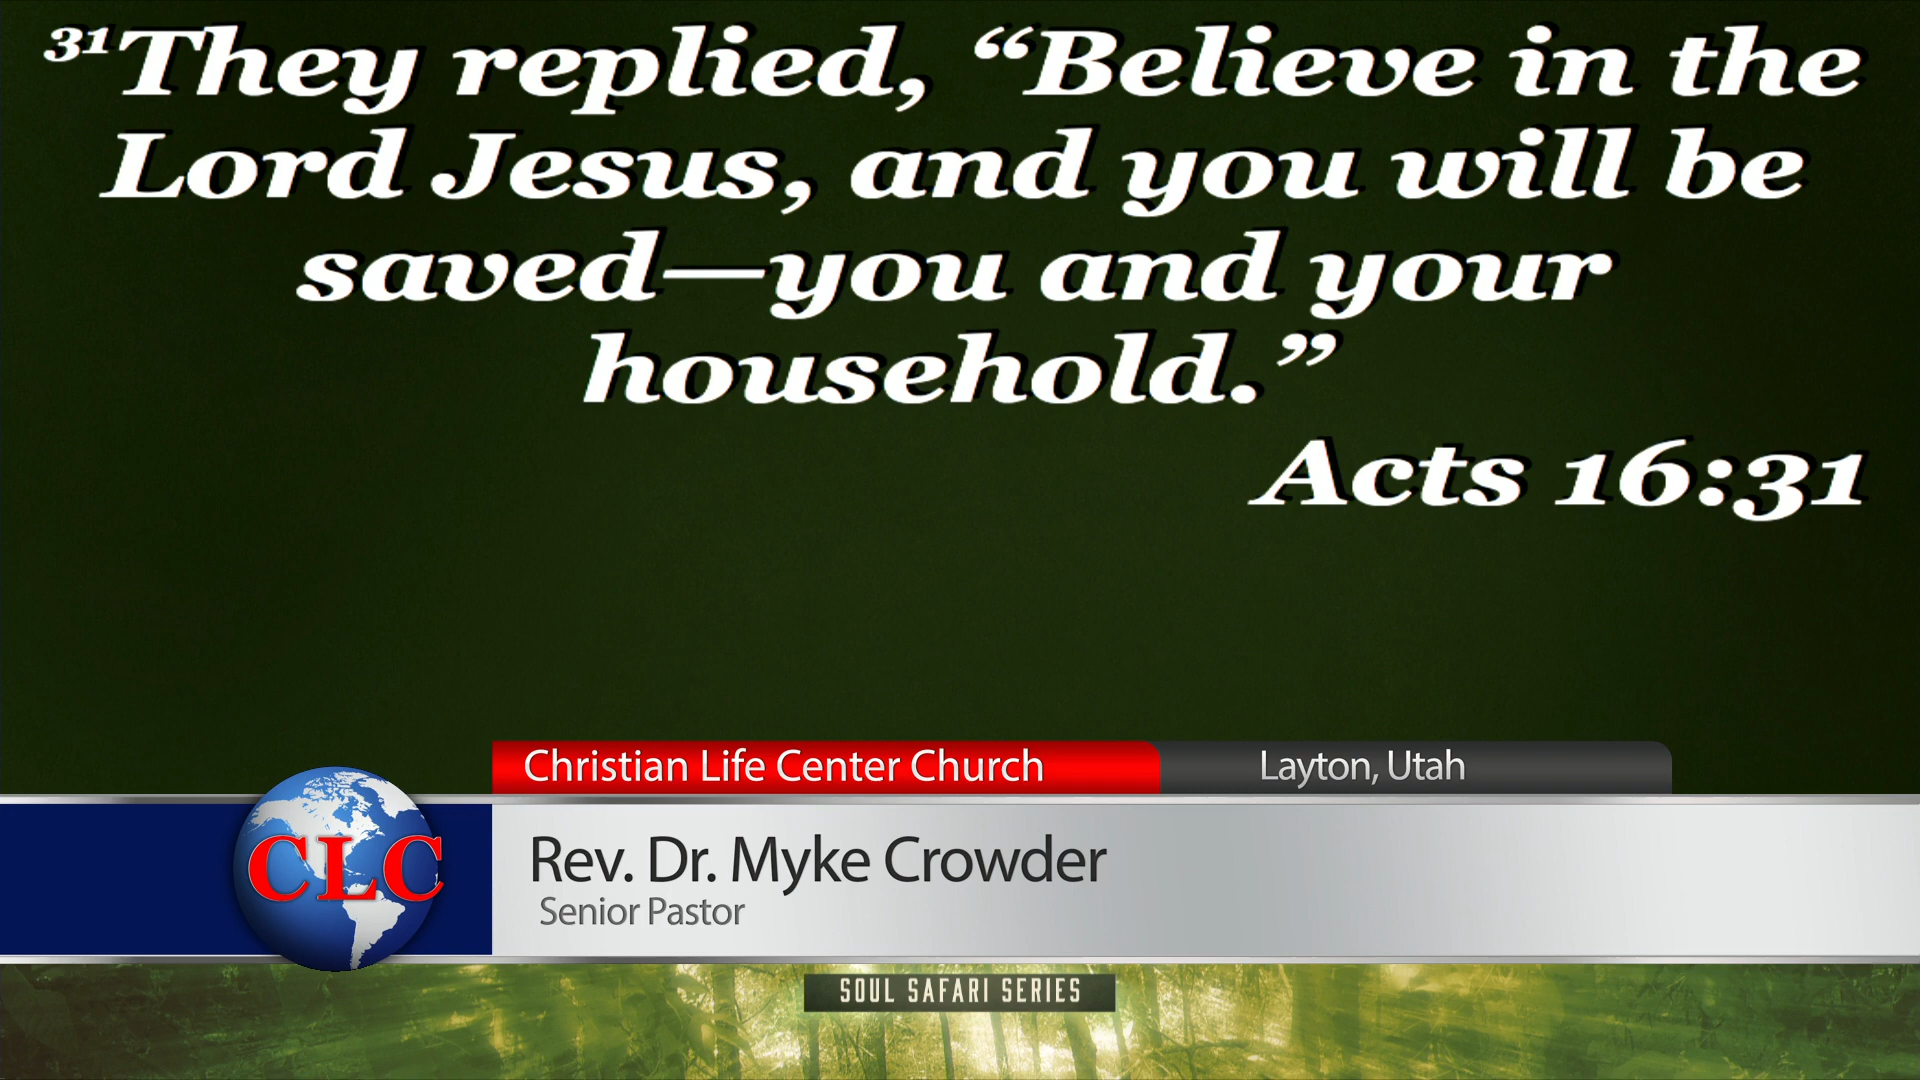 ³¹They replied, “Believe in the
Lord Jesus, and you will be
saved—you and your
household.”
Acts 16:31
Christian Life Center Church
Layton, Utah
CLC
Rev. Dr. Myke Crowder
Senior Pastor
SOUL SAFARI SERIES